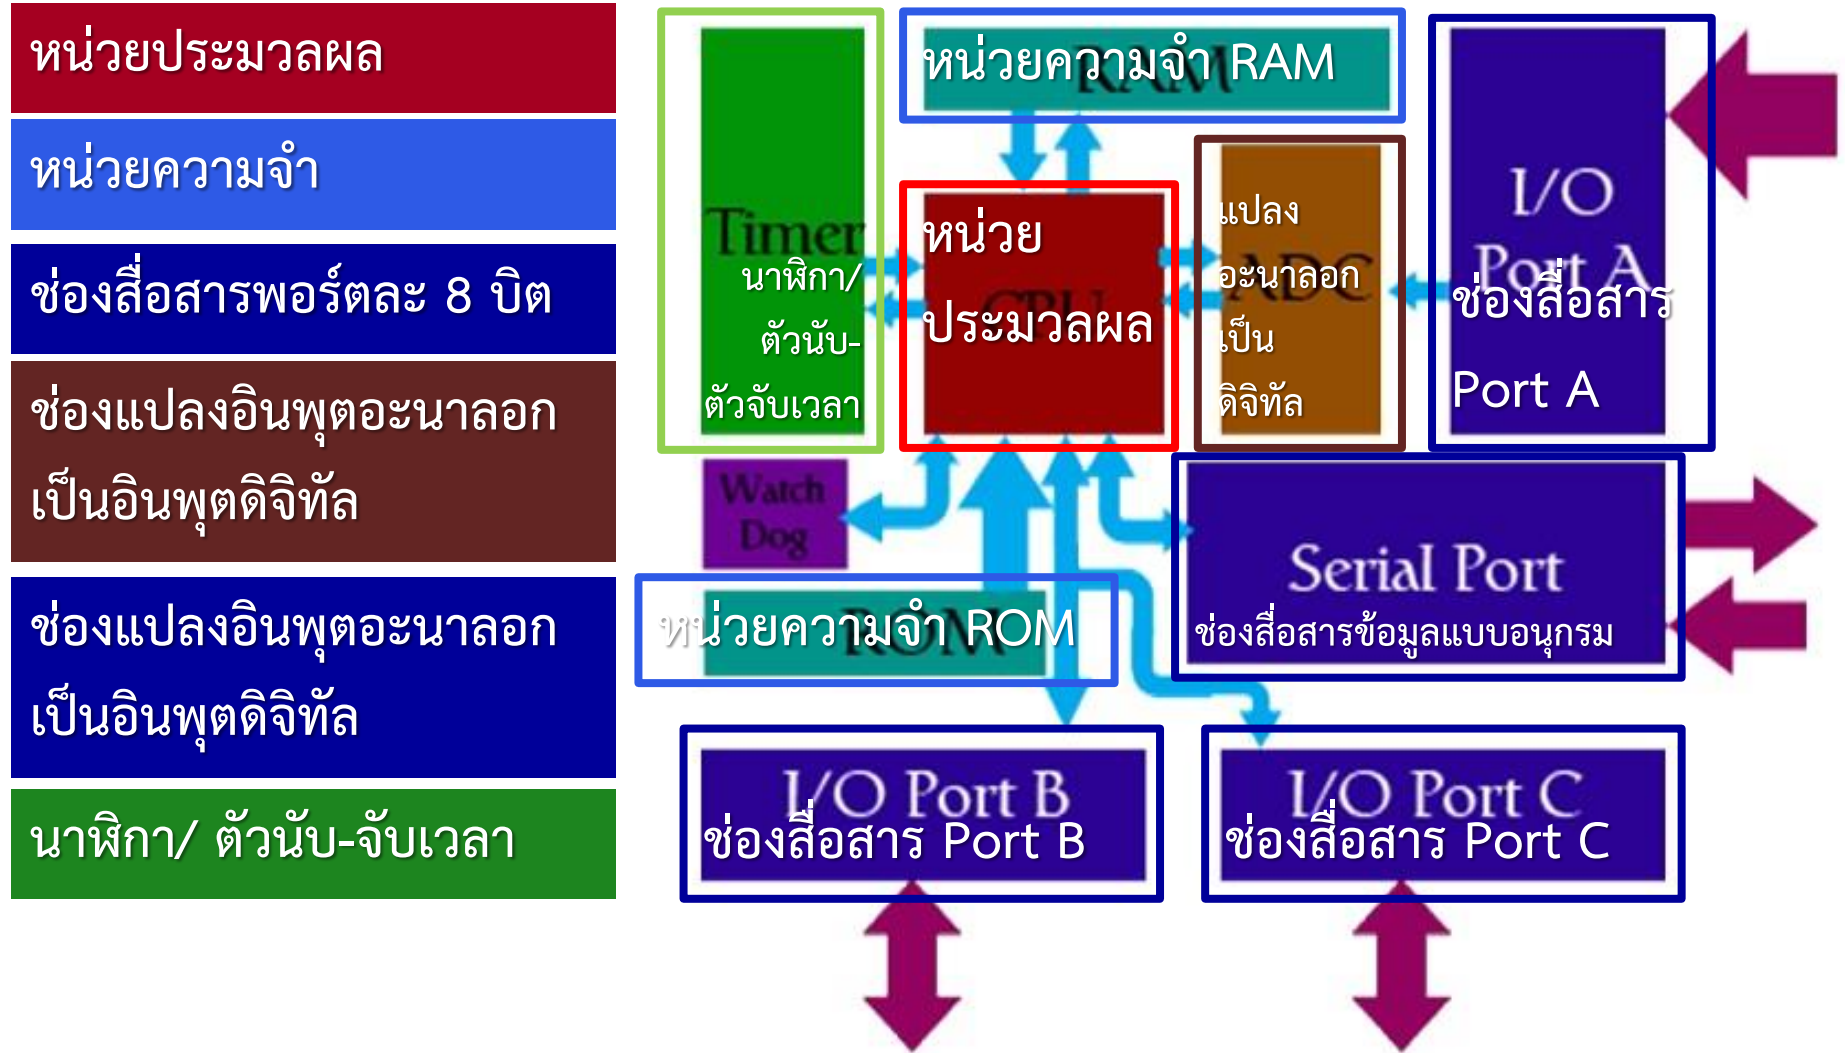 หน่วยประมวลผล
หน่วยความจำ
ช่องสื่อสารพอร์ตละ 8 บิต
ช่องแปลงอินพุตอะนาลอก
เป็นอินพุตดิจิทัล
ช่องแปลงอินพุตอะนาลอก
เป็นอินพุตดิจิทัล
นาฬิกา/ ตัวนับ-จับเวลา
Timer
นาฬิกา/
ตัวนับ-
ตัวจับเวลา
RAM
หน่วยความจำ RAM
CPU
หน่วย
ประมวลผล
ADC
แปลง
อะนาลอก
เป็น
ดิจิทัล
I/O
Port A
ช่องสื่อสาร
Port A
Watch
Dog
ROM
หน่วยความจำ ROM
Serial Port
ช่องสื่อสารข้อมูลแบบอนุกรม
I/O Port B
ช่องสื่อสาร Port B
I/O Port C
ช่องสื่อสาร Port C